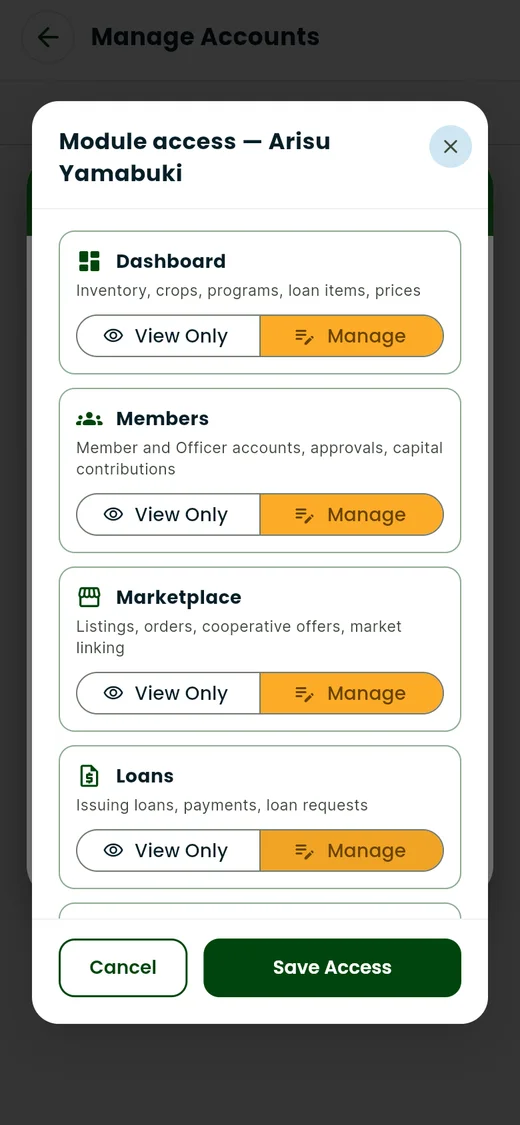 Manage Accounts
Module access — Arisu
Yamabuki
Dashboard
Inventory, crops, programs, loan items, prices
View Only
Manage
Members
Member and Officer accounts, approvals, capital
contributions
View Only
Manage
Marketplace
Listings, orders, cooperative offers, market
linking
View Only
Manage
Loans
Issuing loans, payments, loan requests
View Only
Manage
Cancel
Save Access